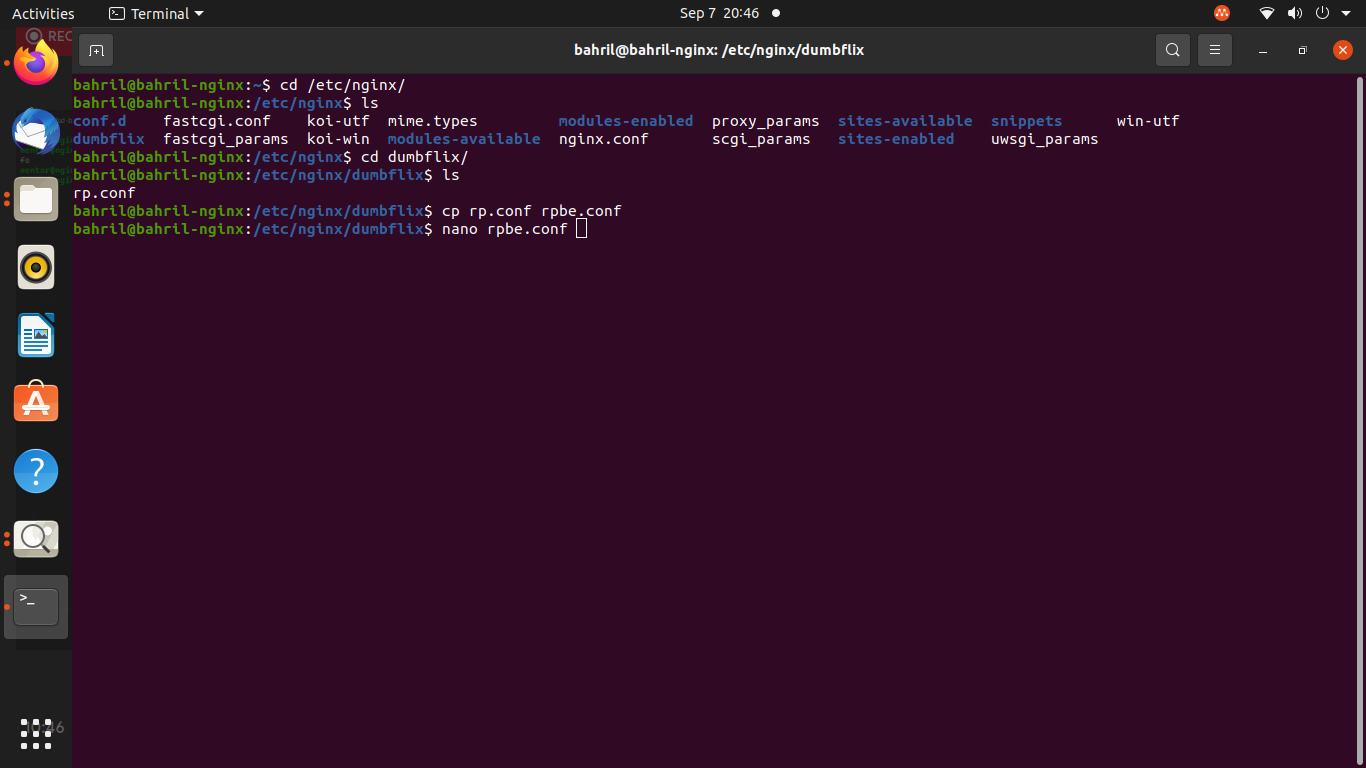 Activities Terminal Sep 7 20:46
REC
bahril@bahril-nginx: /etc/nginx/dumbflix
bahril@bahril-nginx:~$ cd /etc/nginx/
bahril@bahril-nginx:/etc/nginx$ ls
conf.d fastcgi.conf koi-utf mime.types modules-enabled proxy_params sites-available snippets win-utf
dumbflix fastcgi_params koi-win modules-available nginx.conf scgi_params sites-enabled uwsgi_params
bahril@bahril-nginx:/etc/nginx$ cd dumbflix/
bahril@bahril-nginx:/etc/nginx/dumbflix$ ls
rp.conf
bahril@bahril-nginx:/etc/nginx/dumbflix$ cp rp.conf rpbe.conf
bahril@bahril-nginx:/etc/nginx/dumbflix$ nano rpbe.conf